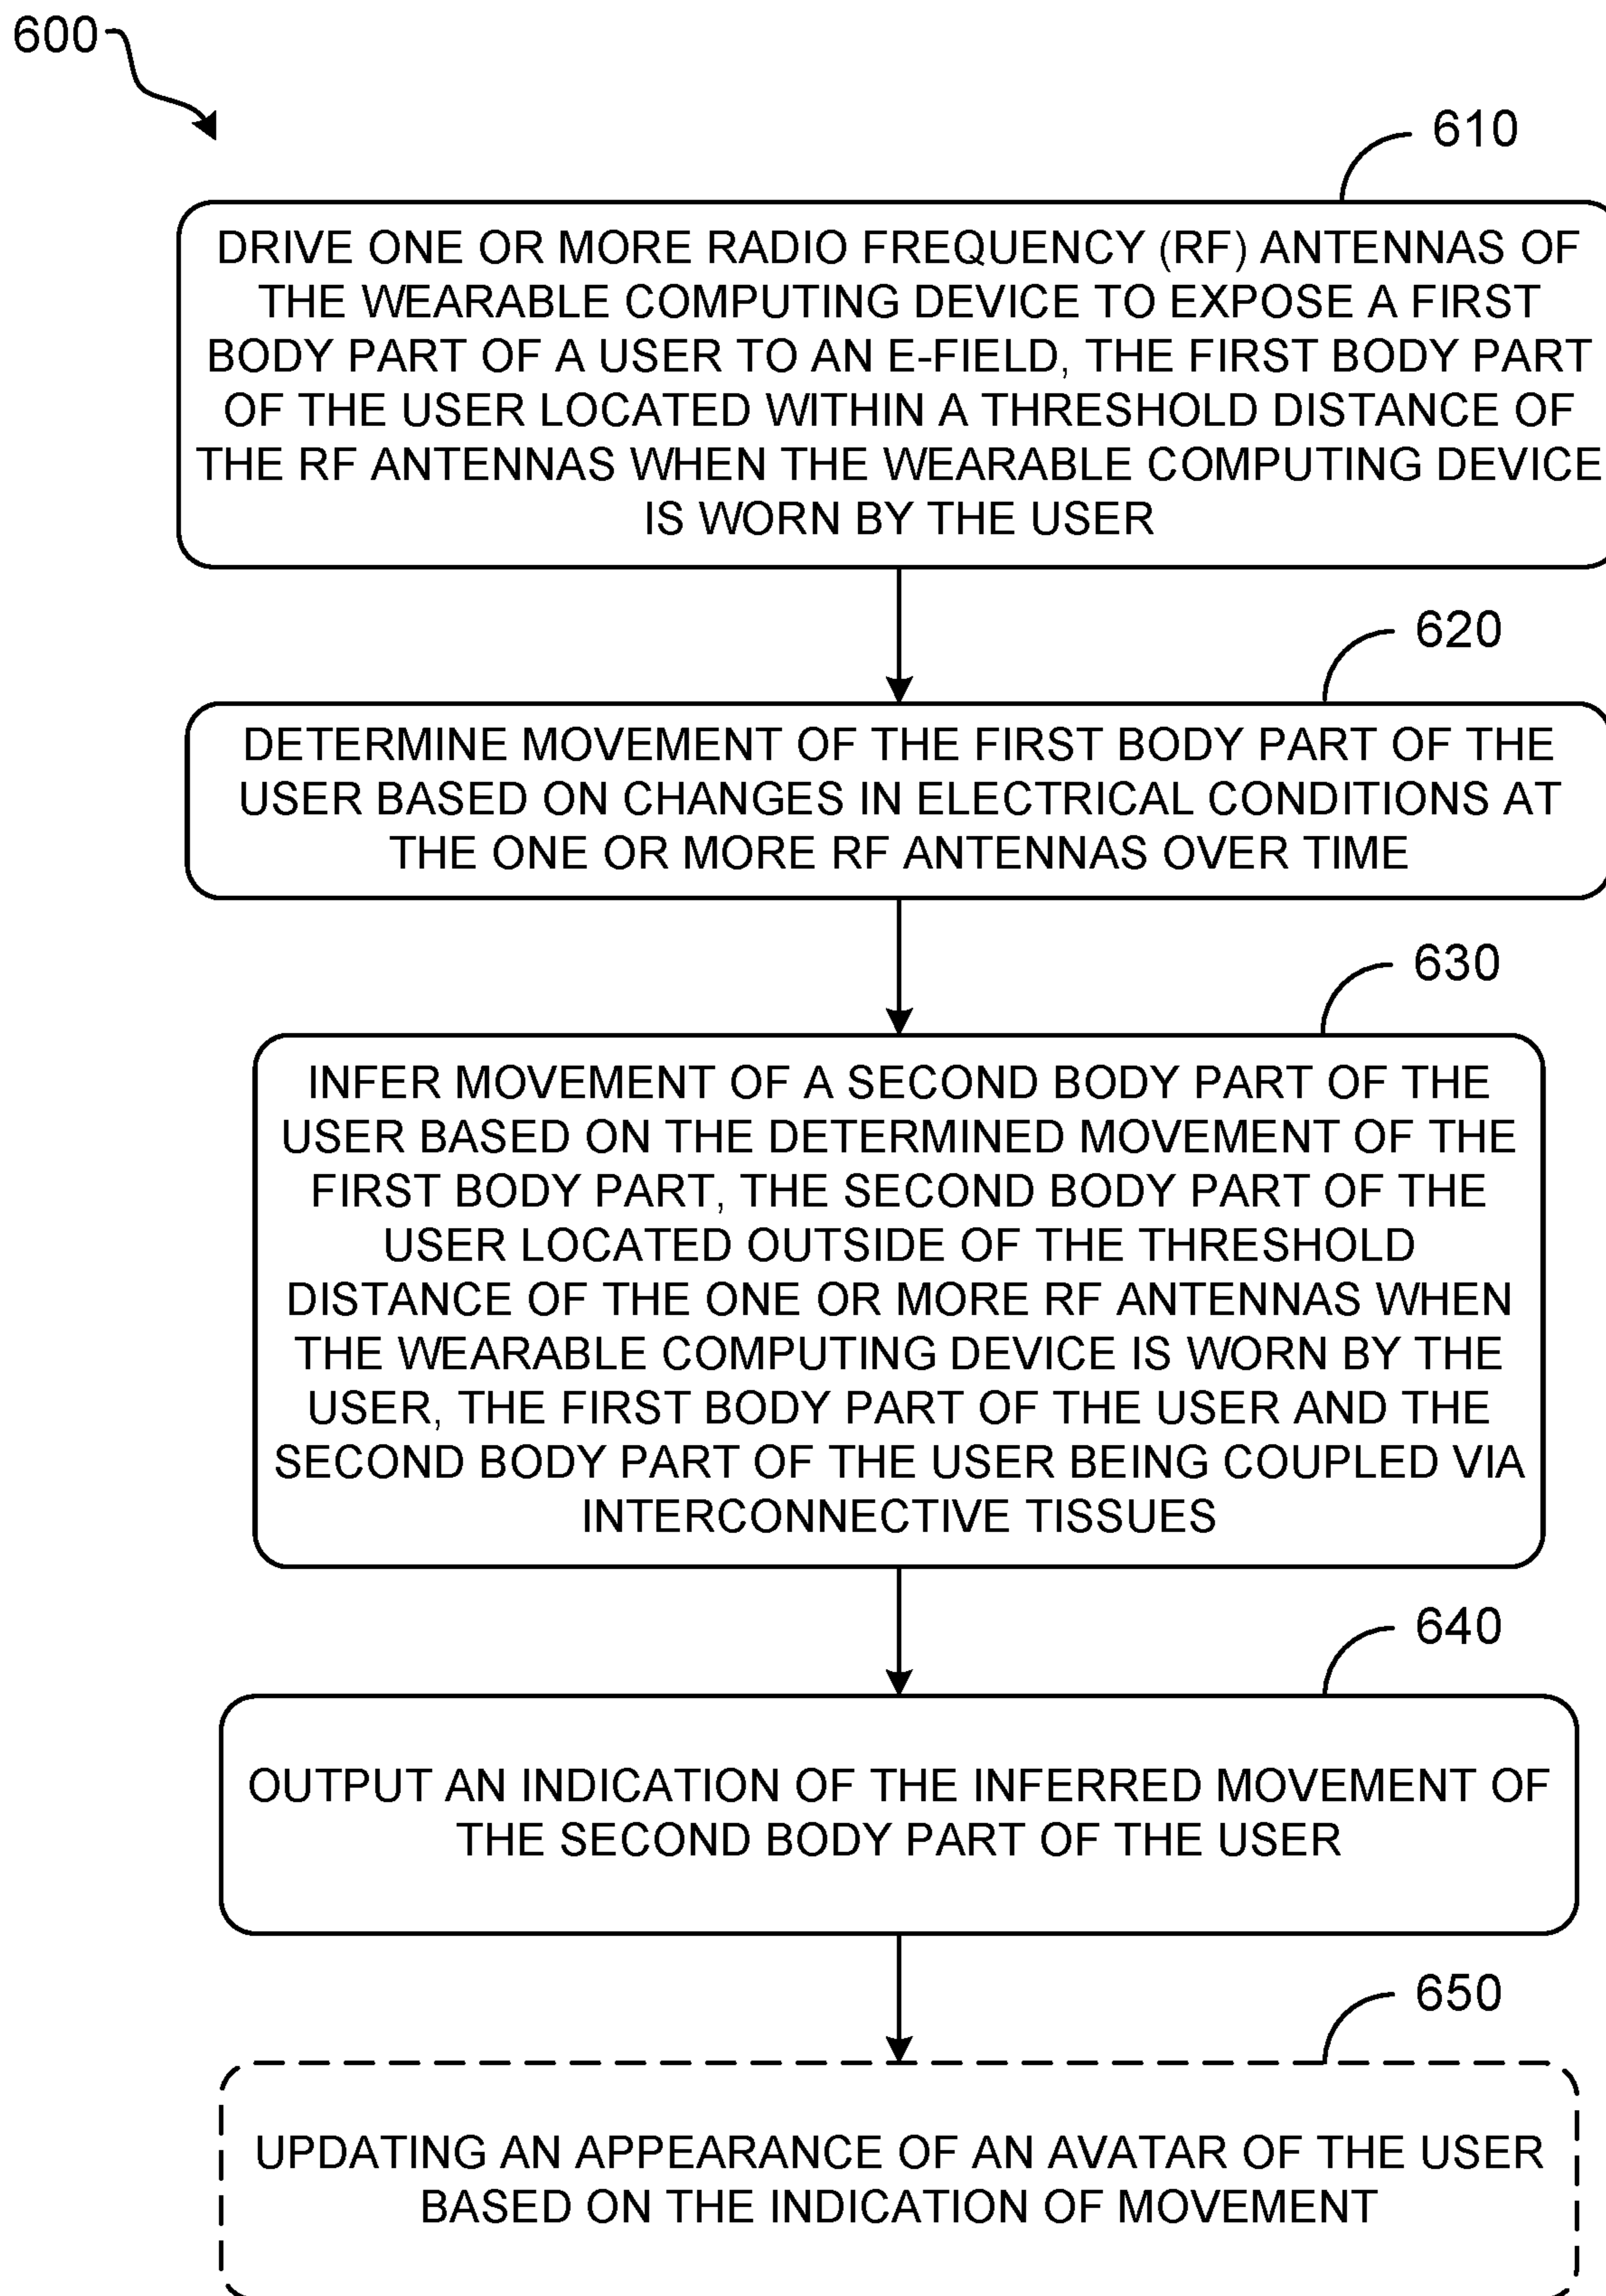 600
610
DRIVE ONE OR MORE RADIO FREQUENCY (RF) ANTENNAS OF
THE WEARABLE COMPUTING DEVICE TO EXPOSE A FIRST
BODY PART OF A USER TO AN E-FIELD, THE FIRST BODY PART
OF THE USER LOCATED WITHIN A THRESHOLD DISTANCE OF
THE RF ANTENNAS WHEN THE WEARABLE COMPUTING DEVICE
IS WORN BY THE USER
620
DETERMINE MOVEMENT OF THE FIRST BODY PART OF THE
USER BASED ON CHANGES IN ELECTRICAL CONDITIONS AT
THE ONE OR MORE RF ANTENNAS OVER TIME
630
INFER MOVEMENT OF A SECOND BODY PART OF THE
USER BASED ON THE DETERMINED MOVEMENT OF THE
FIRST BODY PART, THE SECOND BODY PART OF THE
USER LOCATED OUTSIDE OF THE THRESHOLD
DISTANCE OF THE ONE OR MORE RF ANTENNAS WHEN
THE WEARABLE COMPUTING DEVICE IS WORN BY THE
USER, THE FIRST BODY PART OF THE USER AND THE
SECOND BODY PART OF THE USER BEING COUPLED VIA
INTERCONNECTIVE TISSUES
640
OUTPUT AN INDICATION OF THE INFERRED MOVEMENT OF
THE SECOND BODY PART OF THE USER
650
UPDATING AN APPEARANCE OF AN AVATAR OF THE USER
BASED ON THE INDICATION OF MOVEMENT